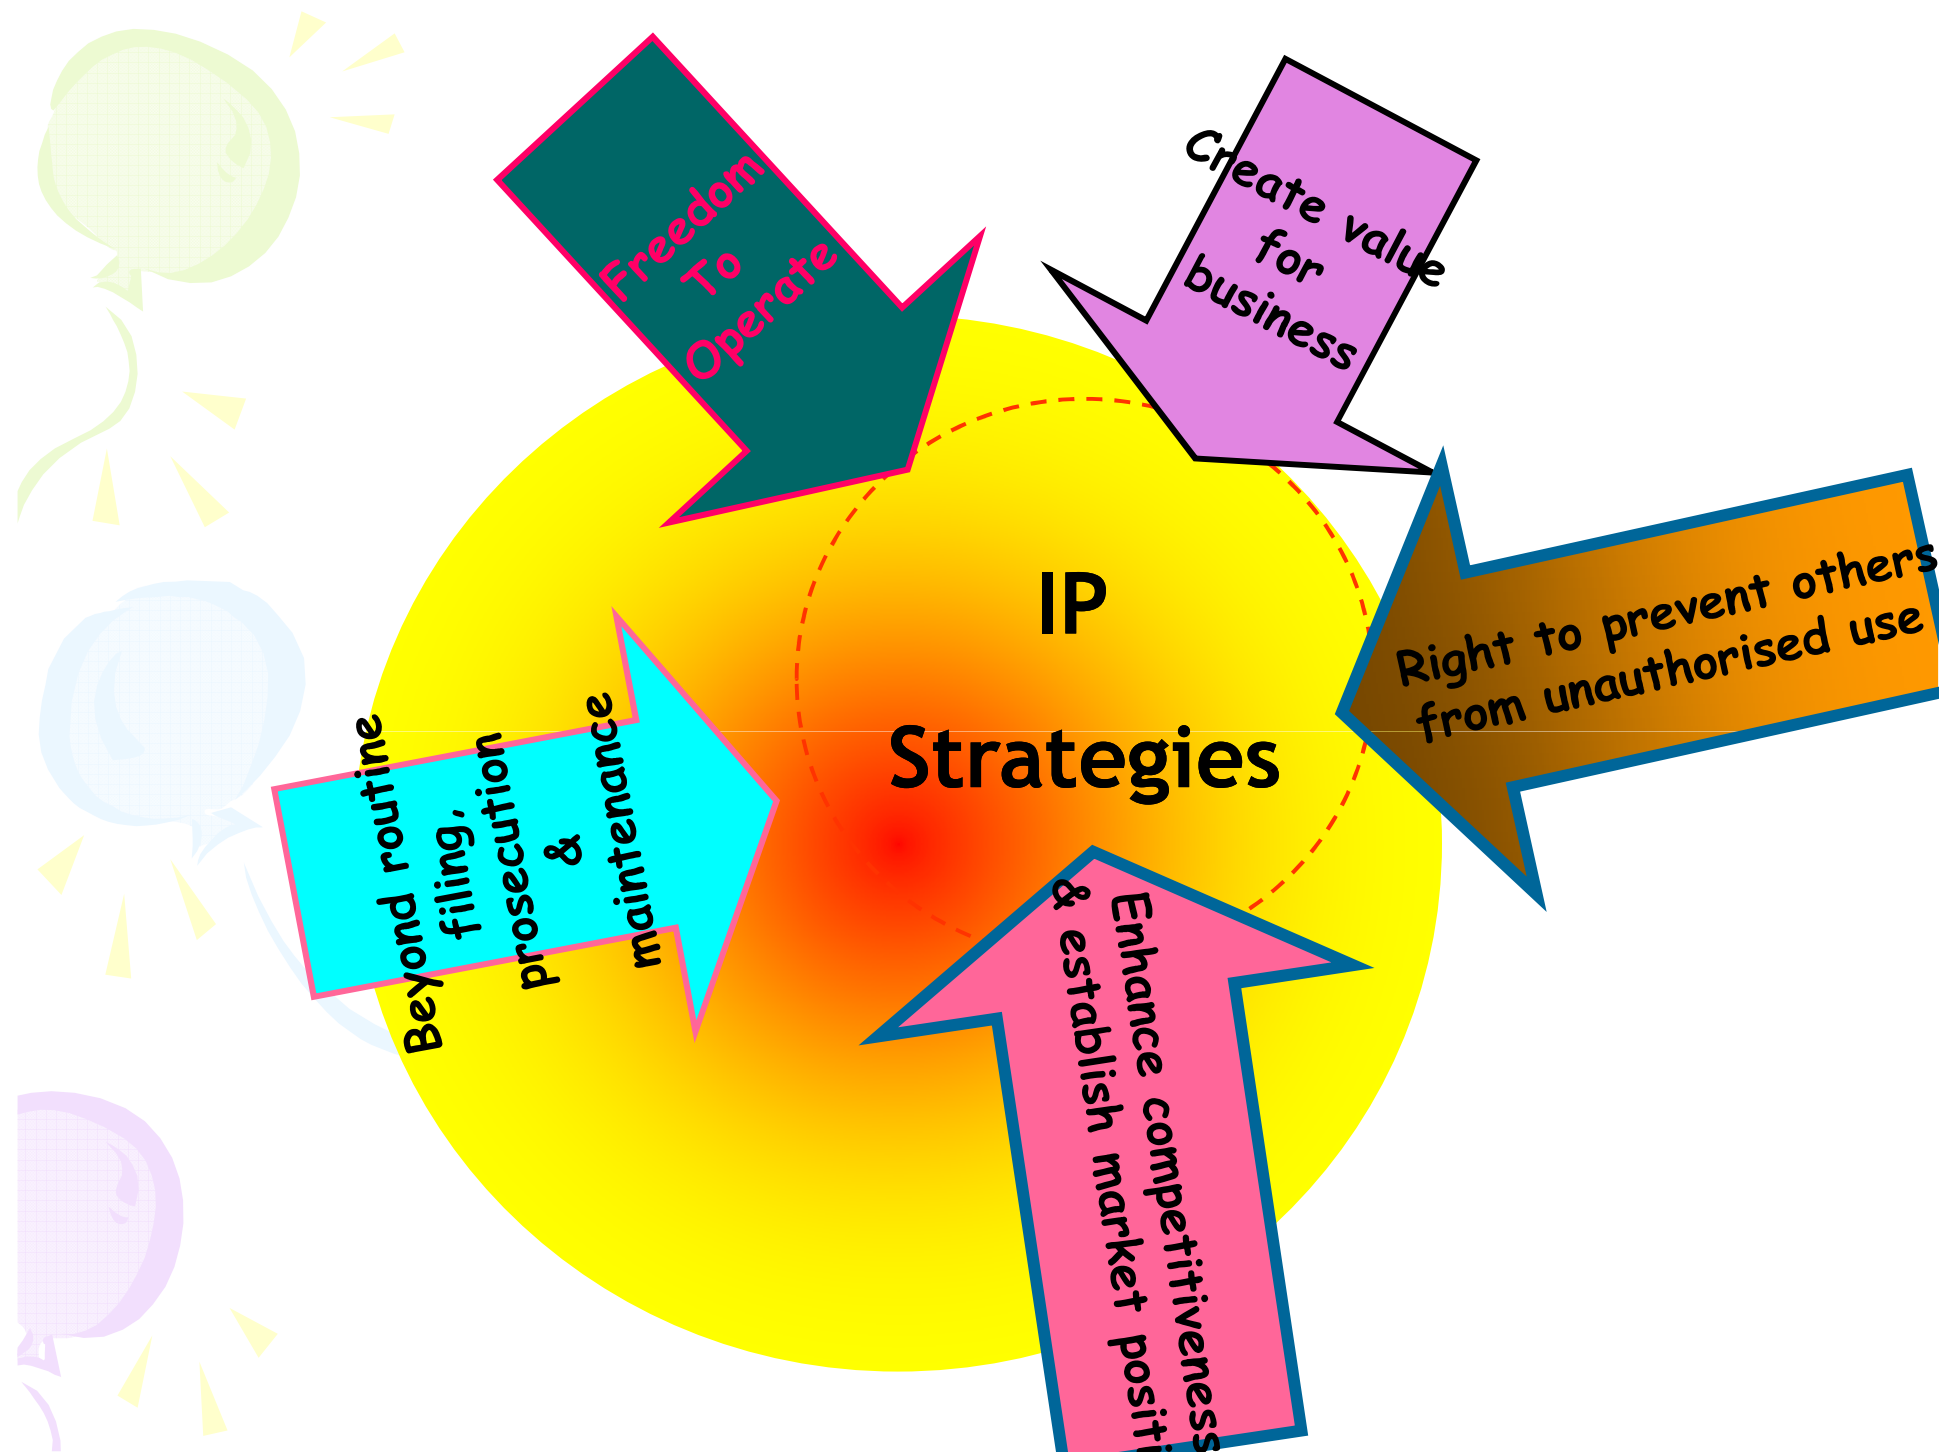 Freedom
To
Operate
Create value
for
business
IP
Strategies
Right to prevent others
from unauthorised use
Beyond routine
filing,
prosecution
&
maintenance
Enhance competitiveness
& establish market